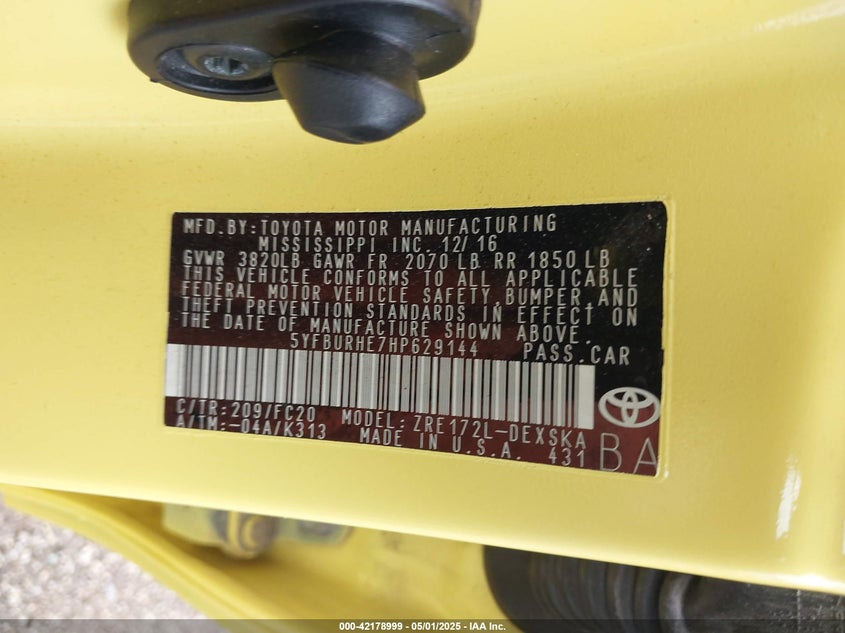 MFD.BY:TOYOTA MOTOR MANUFACTURING
MISSISSIPPI INC. 12/16
GVWR 3820LB GAWR FR 2070 LB RR 1850 LB
THIS VEHICLE CONFORMS TO ALL APPLICABLE
FEDERAL MOTOR VEHICLE SAFETY,BUMPER,AND
THEFT PREVENTION STANDARDS IN EFFECT ON
THE DATE OF MANUFACTURE SHOWN ABOVE.
5YFBURHE7HP629144 PASS.CAR
C/TR:209/FC20 MODEL:ZRE172L-DEXSKA
A/TM:-04A/K313 MADE IN U.S.A. 431
BA
000-42178999 - 05/01/2025 - IAA Inc.